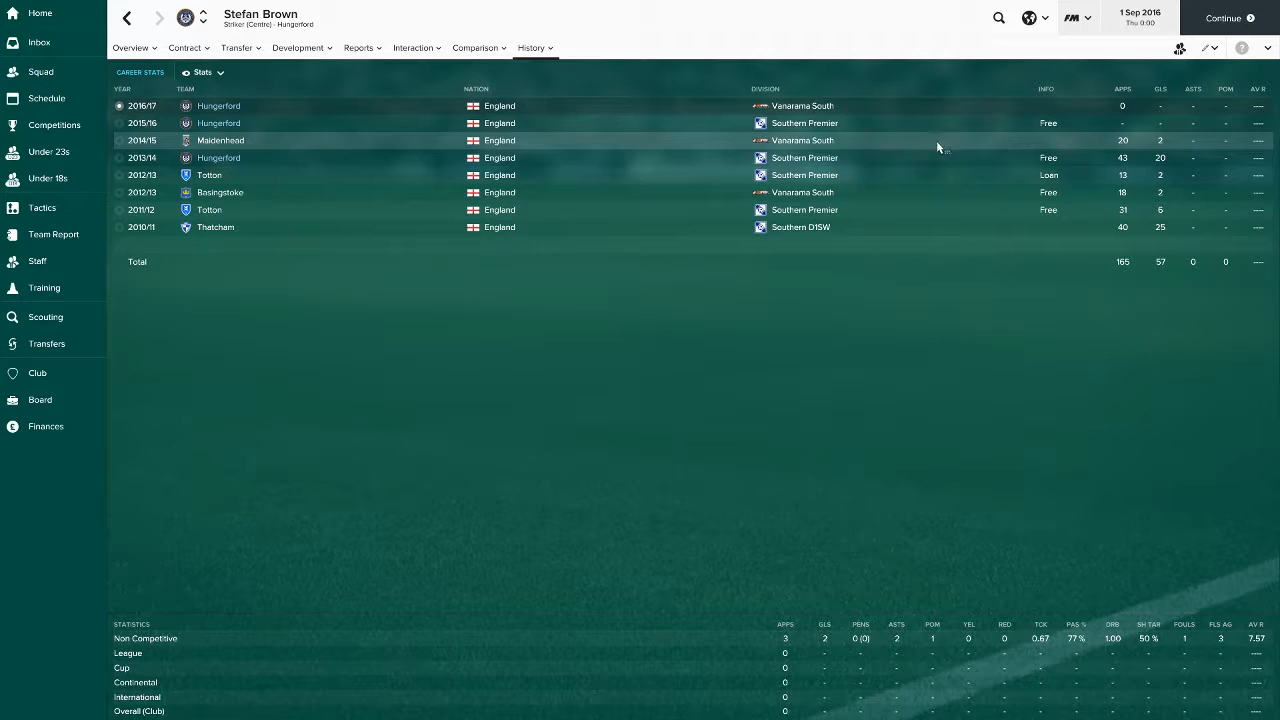 Home
Inbox
Squad
Schedule
Competitions
Under 23s
Under 18s
Tactics
Team Report
Staff
Training
Scouting
Transfers
Club
Board
Finances
Stefan Brown
Striker (Centre) - Hungerford
FM
1 Sep 2016
Thu 0:00
Continue
Overview Contract Transfer Development Reports Interaction Comparison History
CAREER STATS Stats
YEAR TEAM NATION DIVISION INFO APPS GLS ASTS POM AV R
2016/17 Hungerford England Vanarama South 0 - - - ----
2015/16 Hungerford England Southern Premier Free - - - - ----
2014/15 Maidenhead England Vanarama South 20 2 - - ----
2013/14 Hungerford England Southern Premier Free 43 20 - - ----
2012/13 Totton England Southern Premier Loan 13 2 - - ----
2012/13 Basingstoke England Vanarama South Free 18 2 - - ----
2011/12 Totton England Southern Premier Free 31 6 - - ----
2010/11 Thatcham England Southern D1SW 40 25 - - ----
Total 165 57 0 0 ----
STATISTICS APPS GLS PENS ASTS POM YEL RED TCK PAS % DRB SH TAR FOULS FLS AG AV R
Non Competitive 3 2 0 (0) 2 1 0 0 0.67 77 % 1.00 50 % 1 3 7.57
League 0 - - - - - - - - - - - - ----
Cup 0 - - - - - - - - - - - - ----
Continental 0 - - - - - - - - - - - - ----
International 0 - - - - - - - - - - - - ----
Overall (Club) 0 - - - - - - - - - - - - ----